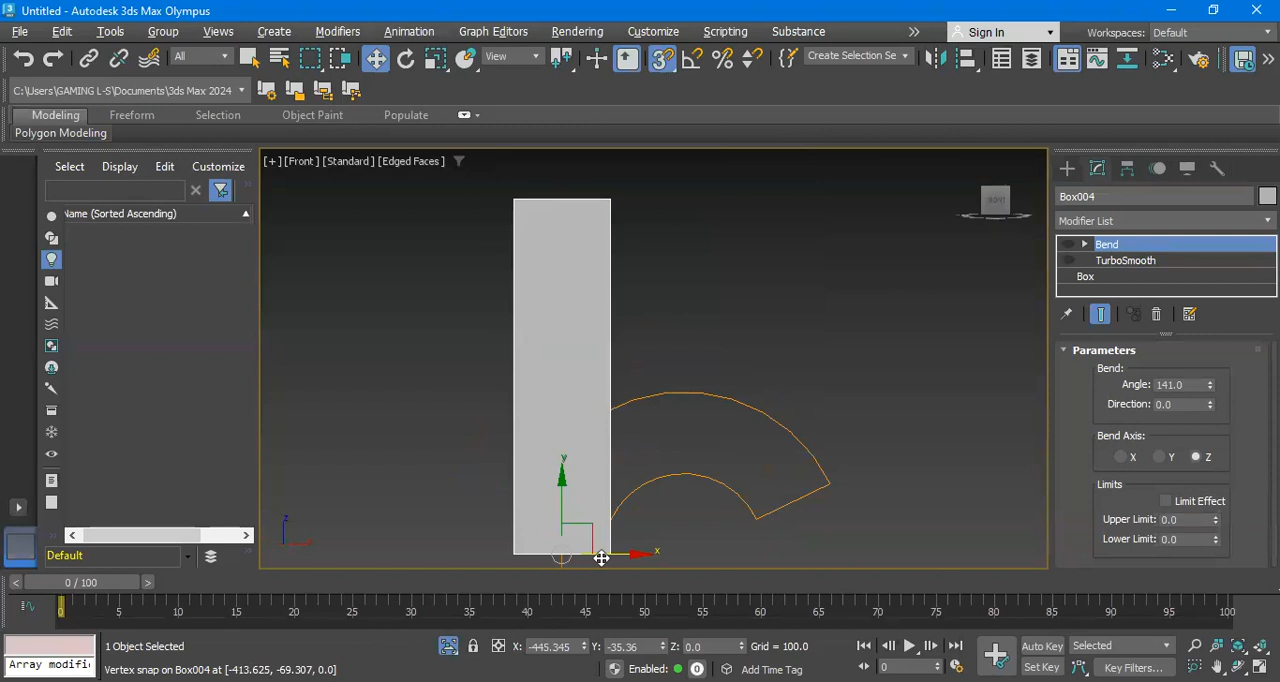 Untitled - Autodesk 3ds Max Olympus
File Edit Tools Group Views Create Modifiers Animation Graph Editors Rendering Customize Scripting Substance Sign In Workspaces: Default
All View Create Selection Se
C:\Users\GAMING L-S\Documents\3ds Max 2024
Modeling Freeform Selection Object Paint Populate
Polygon Modeling
Select Display Edit Customize
Name (Sorted Ascending)
Default
[+] [Front] [Standard] [Edged Faces]
y
x
z
Box004
Modifier List
Bend
TurboSmooth
Box
Parameters
Bend:
Angle: 141.0
Direction: 0.0
Bend Axis:
X Y Z
Limits
Limit Effect
Upper Limit: 0.0
Lower Limit: 0.0
0 / 100
0 5 10 15 20 25 30 35 40 45 50 55 60 65 70 75 80 85 90 95 100
1 Object Selected X: -445.345 Y: -35.36 Z: 0.0 Grid = 100.0 Auto Key Selected
Array modifi Vertex snap on Box004 at [-413.625, -69.307, 0.0] Enabled: 0 Add Time Tag 0 Set Key Key Filters...